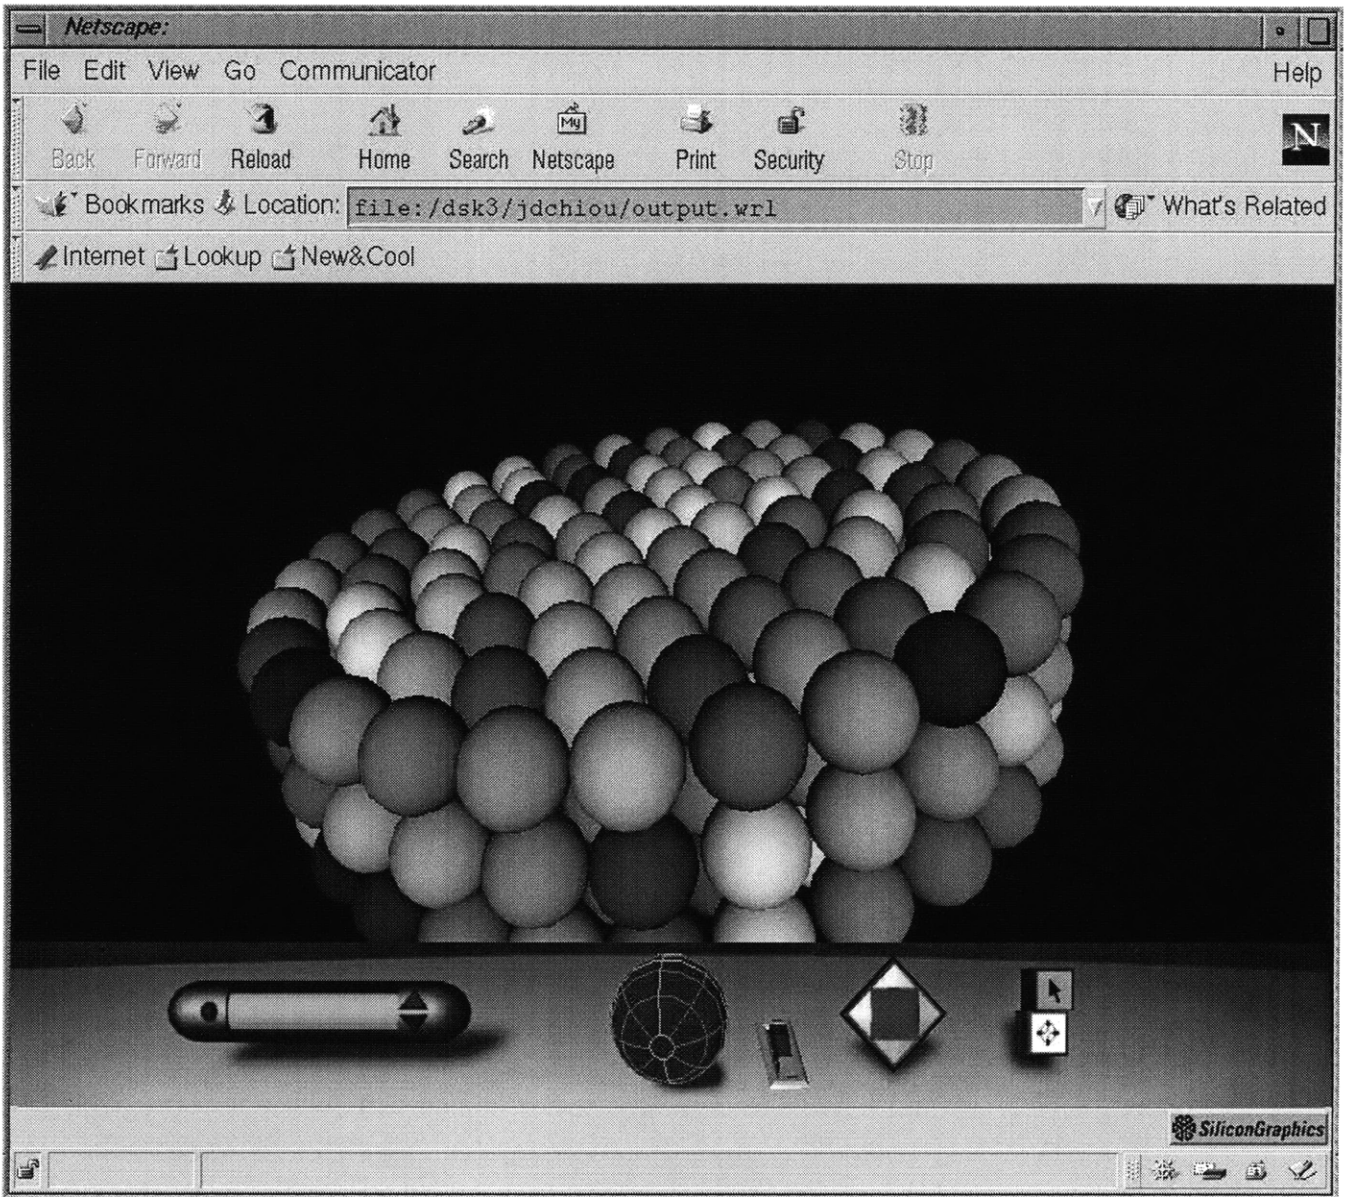 Netscape:
File Edit View Go Communicator Help
Back Forward Reload Home Search Netscape Print Security Stop
My
N
Bookmarks Location: file:/dsk3/jdchiou/output.wrl What's Related
Internet Lookup New&Cool
SiliconGraphics